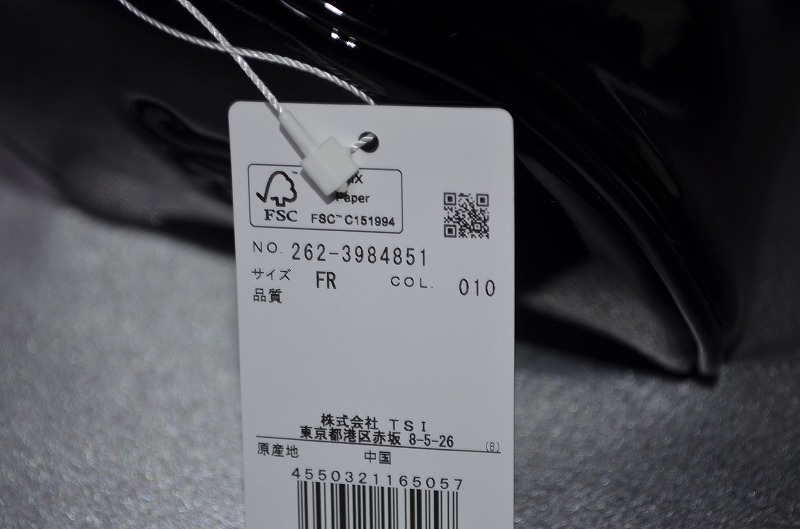 FSC
Paper
FSC™ C151994
NO. 262-3984851
サイズ FR COL. 010
品質
株式会社 TSI
東京都港区赤坂 8-5-26
(B)
原産地 中国
4550321165057